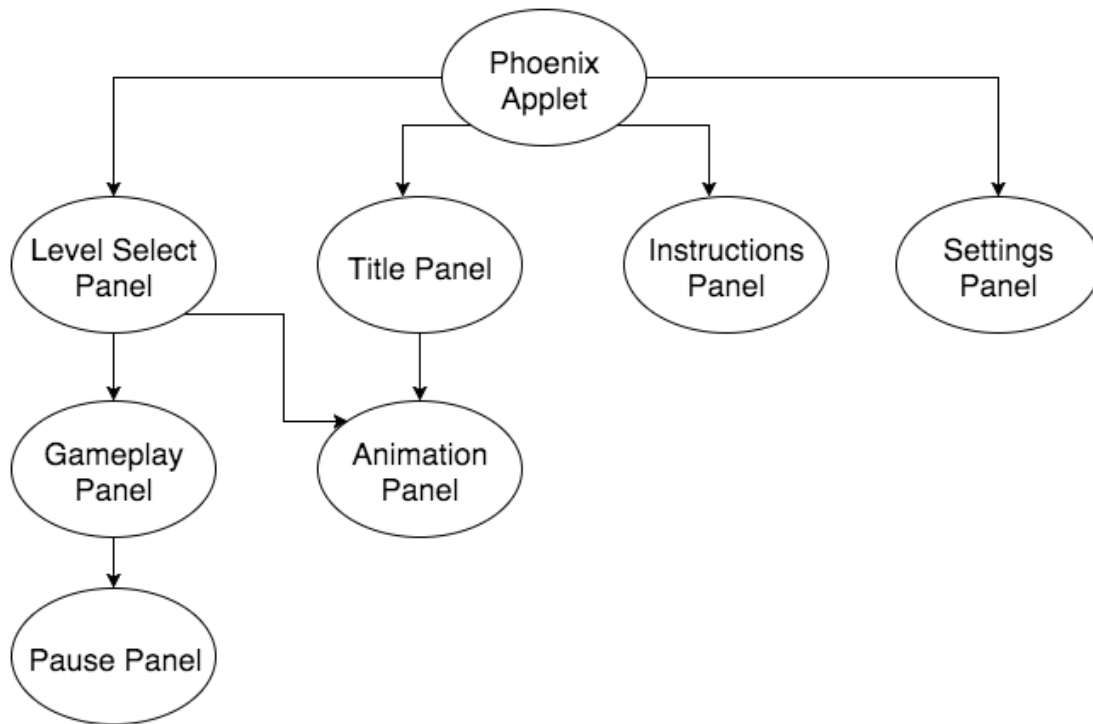 Phoenix
Applet
Level Select
Panel
Title Panel
Instructions
Panel
Settings
Panel
Gameplay
Panel
Animation
Panel
Pause Panel